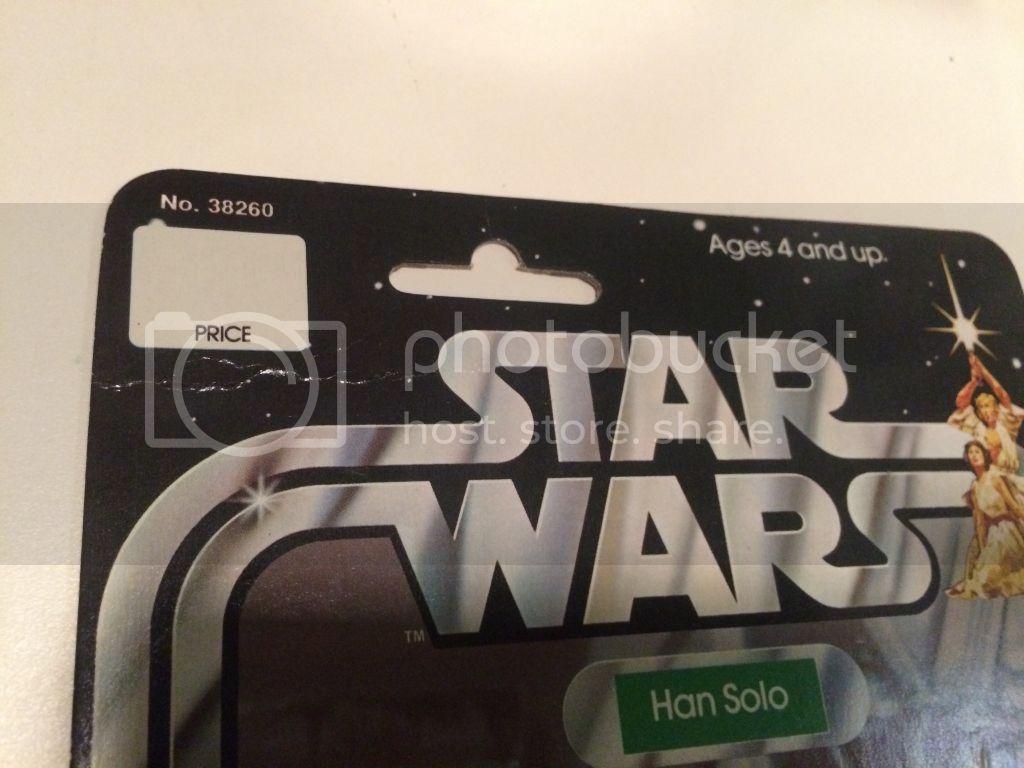 No. 38260
Ages 4 and up.
PRICE
photobucket
host. store. share.
STAR
WARS
TM
Han Solo